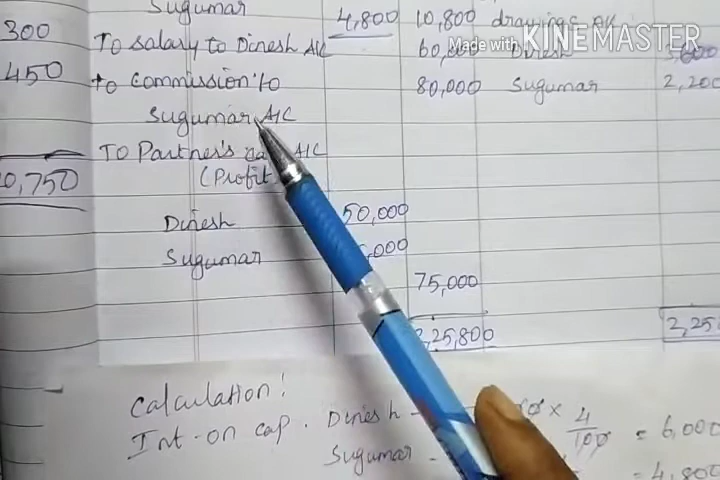 Sugumar 4,800 10,800 drawings A/c
300 To Salary to Dinesh A/c Dinesh
450 to Commission to 80,000 Sugumar 2,200
Sugumar A/c
To Partner's A/C
0,750 (Profit
Dinesh 50,000
Sugumar ,000
75,000
2,25,800 2,25
Calculation!
Int-on cap. Dinesh - × 4/100 = 6,000
Sugumar - = 4,800
Made with KINEMASTER